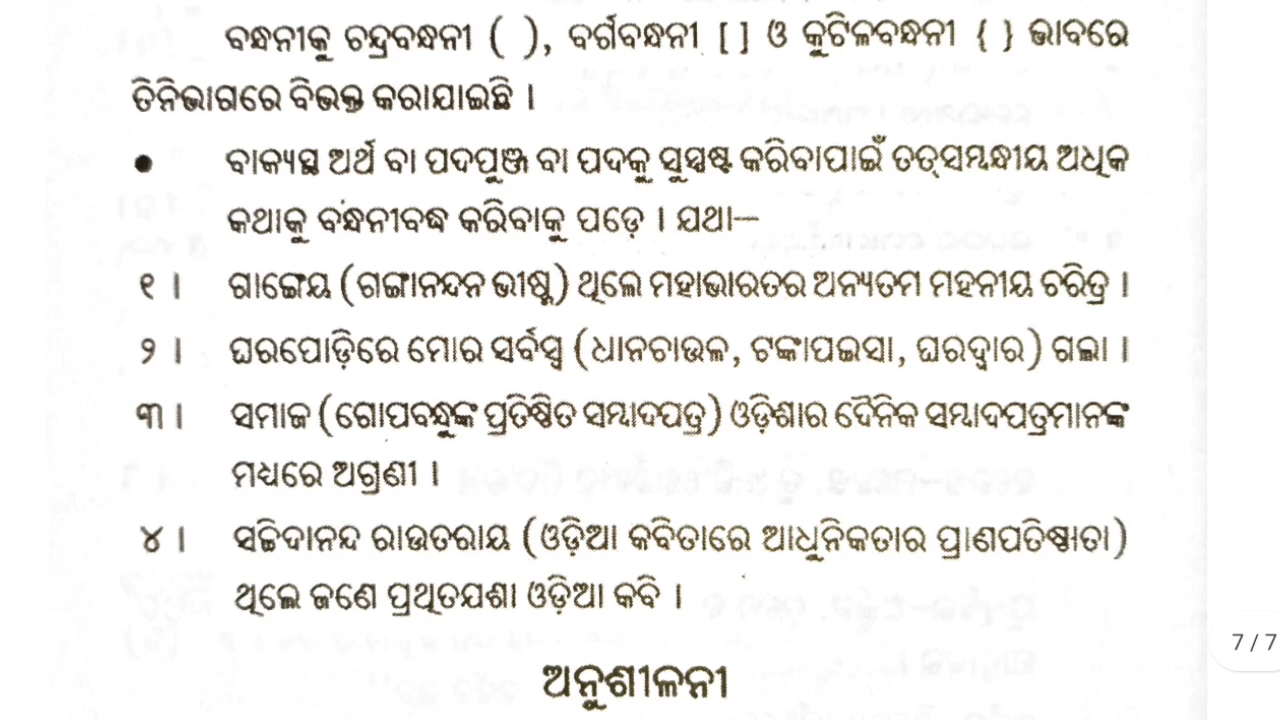 ବନ୍ଧନୀକୁ ଚନ୍ଦ୍ରବନ୍ଧନୀ ( ), ବର୍ଗବନ୍ଧନୀ [ ] ଓ କୁଟିଳବନ୍ଧନୀ { } ଭାବରେ
ତିନିଭାଗରେ ବିଭକ୍ତ କରାଯାଇଛି ।
● ବାକ୍ୟସ୍ଥ ଅର୍ଥ ବା ପଦପୁଞ୍ଜ ବା ପଦକୁ ସୁସ୍ପଷ୍ଟ କରିବାପାଇଁ ତତ୍‌ସମ୍ବନ୍ଧୀୟ ଅଧିକ
କଥାକୁ ବନ୍ଧନୀବଦ୍ଧ କରିବାକୁ ପଡ଼େ । ଯଥା—
୧ । ଗାଙ୍ଗେୟ (ଗଙ୍ଗାନନ୍ଦନ ଭୀଷ୍ମ) ଥିଲେ ମହାଭାରତର ଅନ୍ୟତମ ମହନୀୟ ଚରିତ୍ର ।
୨ । ଘରପୋଡ଼ିରେ ମୋର ସର୍ବସ୍ୱ (ଧାନଚାଉଳ, ଟଙ୍କାପଇସା, ଘରଦ୍ୱାର) ଗଲା ।
୩ । ସମାଜ (ଗୋପବନ୍ଧୁଙ୍କ ପ୍ରତିଷ୍ଠିତ ସମ୍ବାଦପତ୍ର) ଓଡ଼ିଶାର ଦୈନିକ ସମ୍ବାଦପତ୍ରମାନଙ୍କ
ମଧ୍ୟରେ ଅଗ୍ରଣୀ ।
୪ । ସଚ୍ଚିଦାନନ୍ଦ ରାଉତରାୟ (ଓଡ଼ିଆ କବିତାରେ ଆଧୁନିକତାର ପ୍ରାଣପତିଷ୍ଠାତା)
ଥିଲେ ଜଣେ ପ୍ରଥିତଯଶା ଓଡ଼ିଆ କବି ।
7 / 7
ଅନୁଶୀଳନୀ